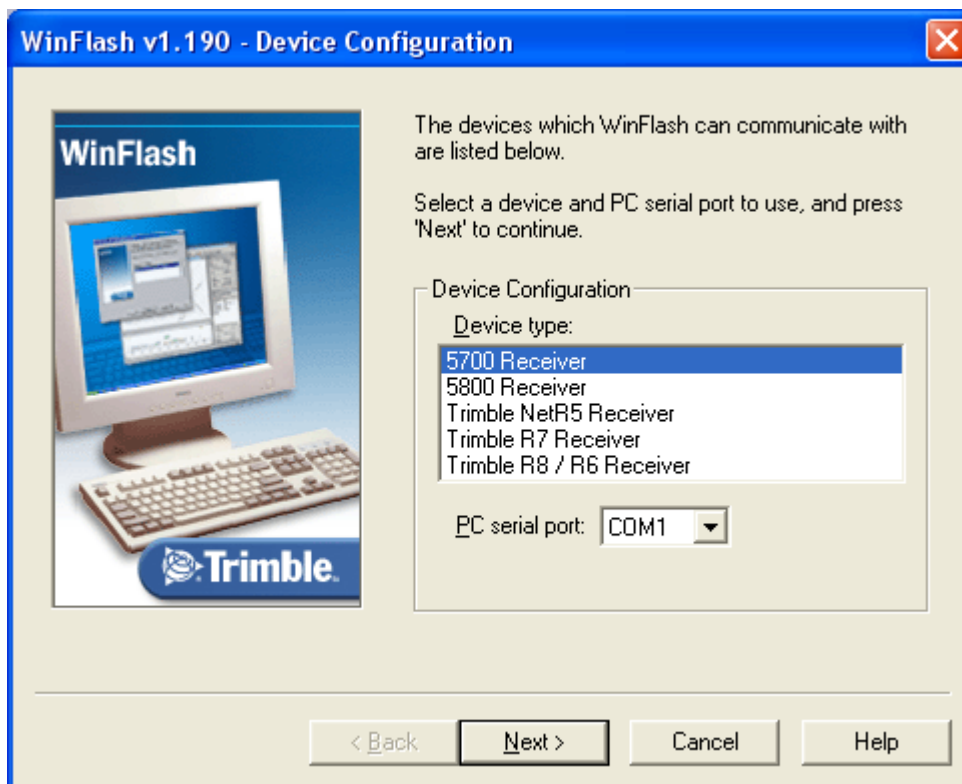 WinFlash v1.190 - Device Configuration
WinFlash
Trimble.
The devices which WinFlash can communicate with
are listed below.
Select a device and PC serial port to use, and press
'Next' to continue.
Device Configuration
Device type:
5700 Receiver
5800 Receiver
Trimble NetR5 Receiver
Trimble R7 Receiver
Trimble R8 / R6 Receiver
PC serial port: COM1
< Back
Next >
Cancel
Help